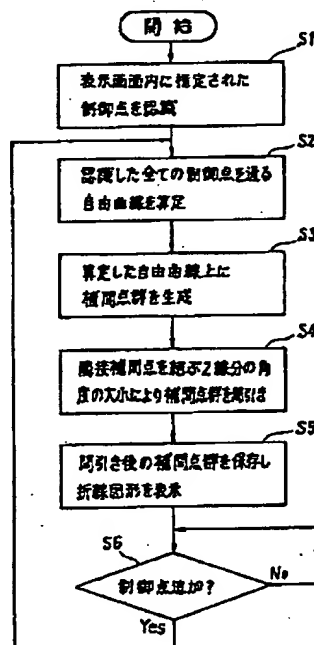 開始
S1
表示画面内に指定された
制御点を認識
S2
認識した全ての制御点を通る
自由曲線を算定
S3
算定した自由曲線上に
補間点群を生成
S4
隣接補間点を結ぶ2線分の角
度の大小により補間点群を間引き
S5
間引き後の補間点群を保存し
折線図形を表示
S6
制御点追加?
No
Yes